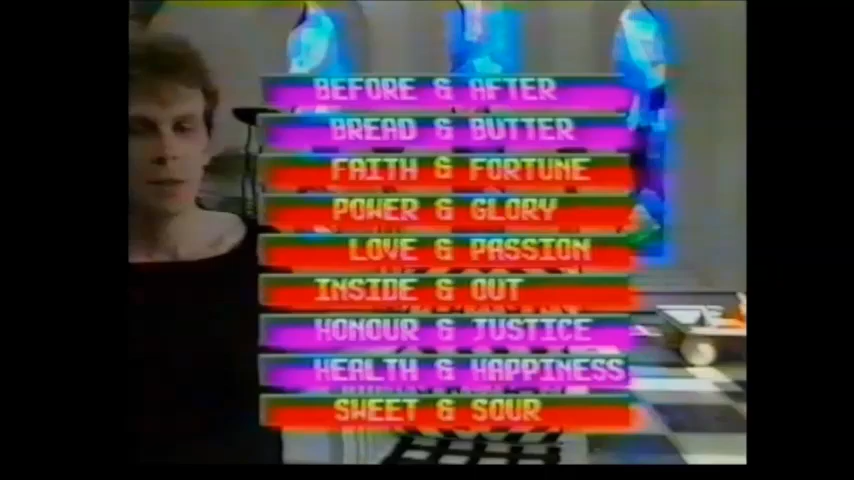 BEFORE & AFTER
BREAD & BUTTER
FAITH & FORTUNE
POWER & GLORY
LOVE & PASSION
INSIDE & OUT
HONOUR & JUSTICE
HEALTH & HAPPINESS
SWEET & SOUR